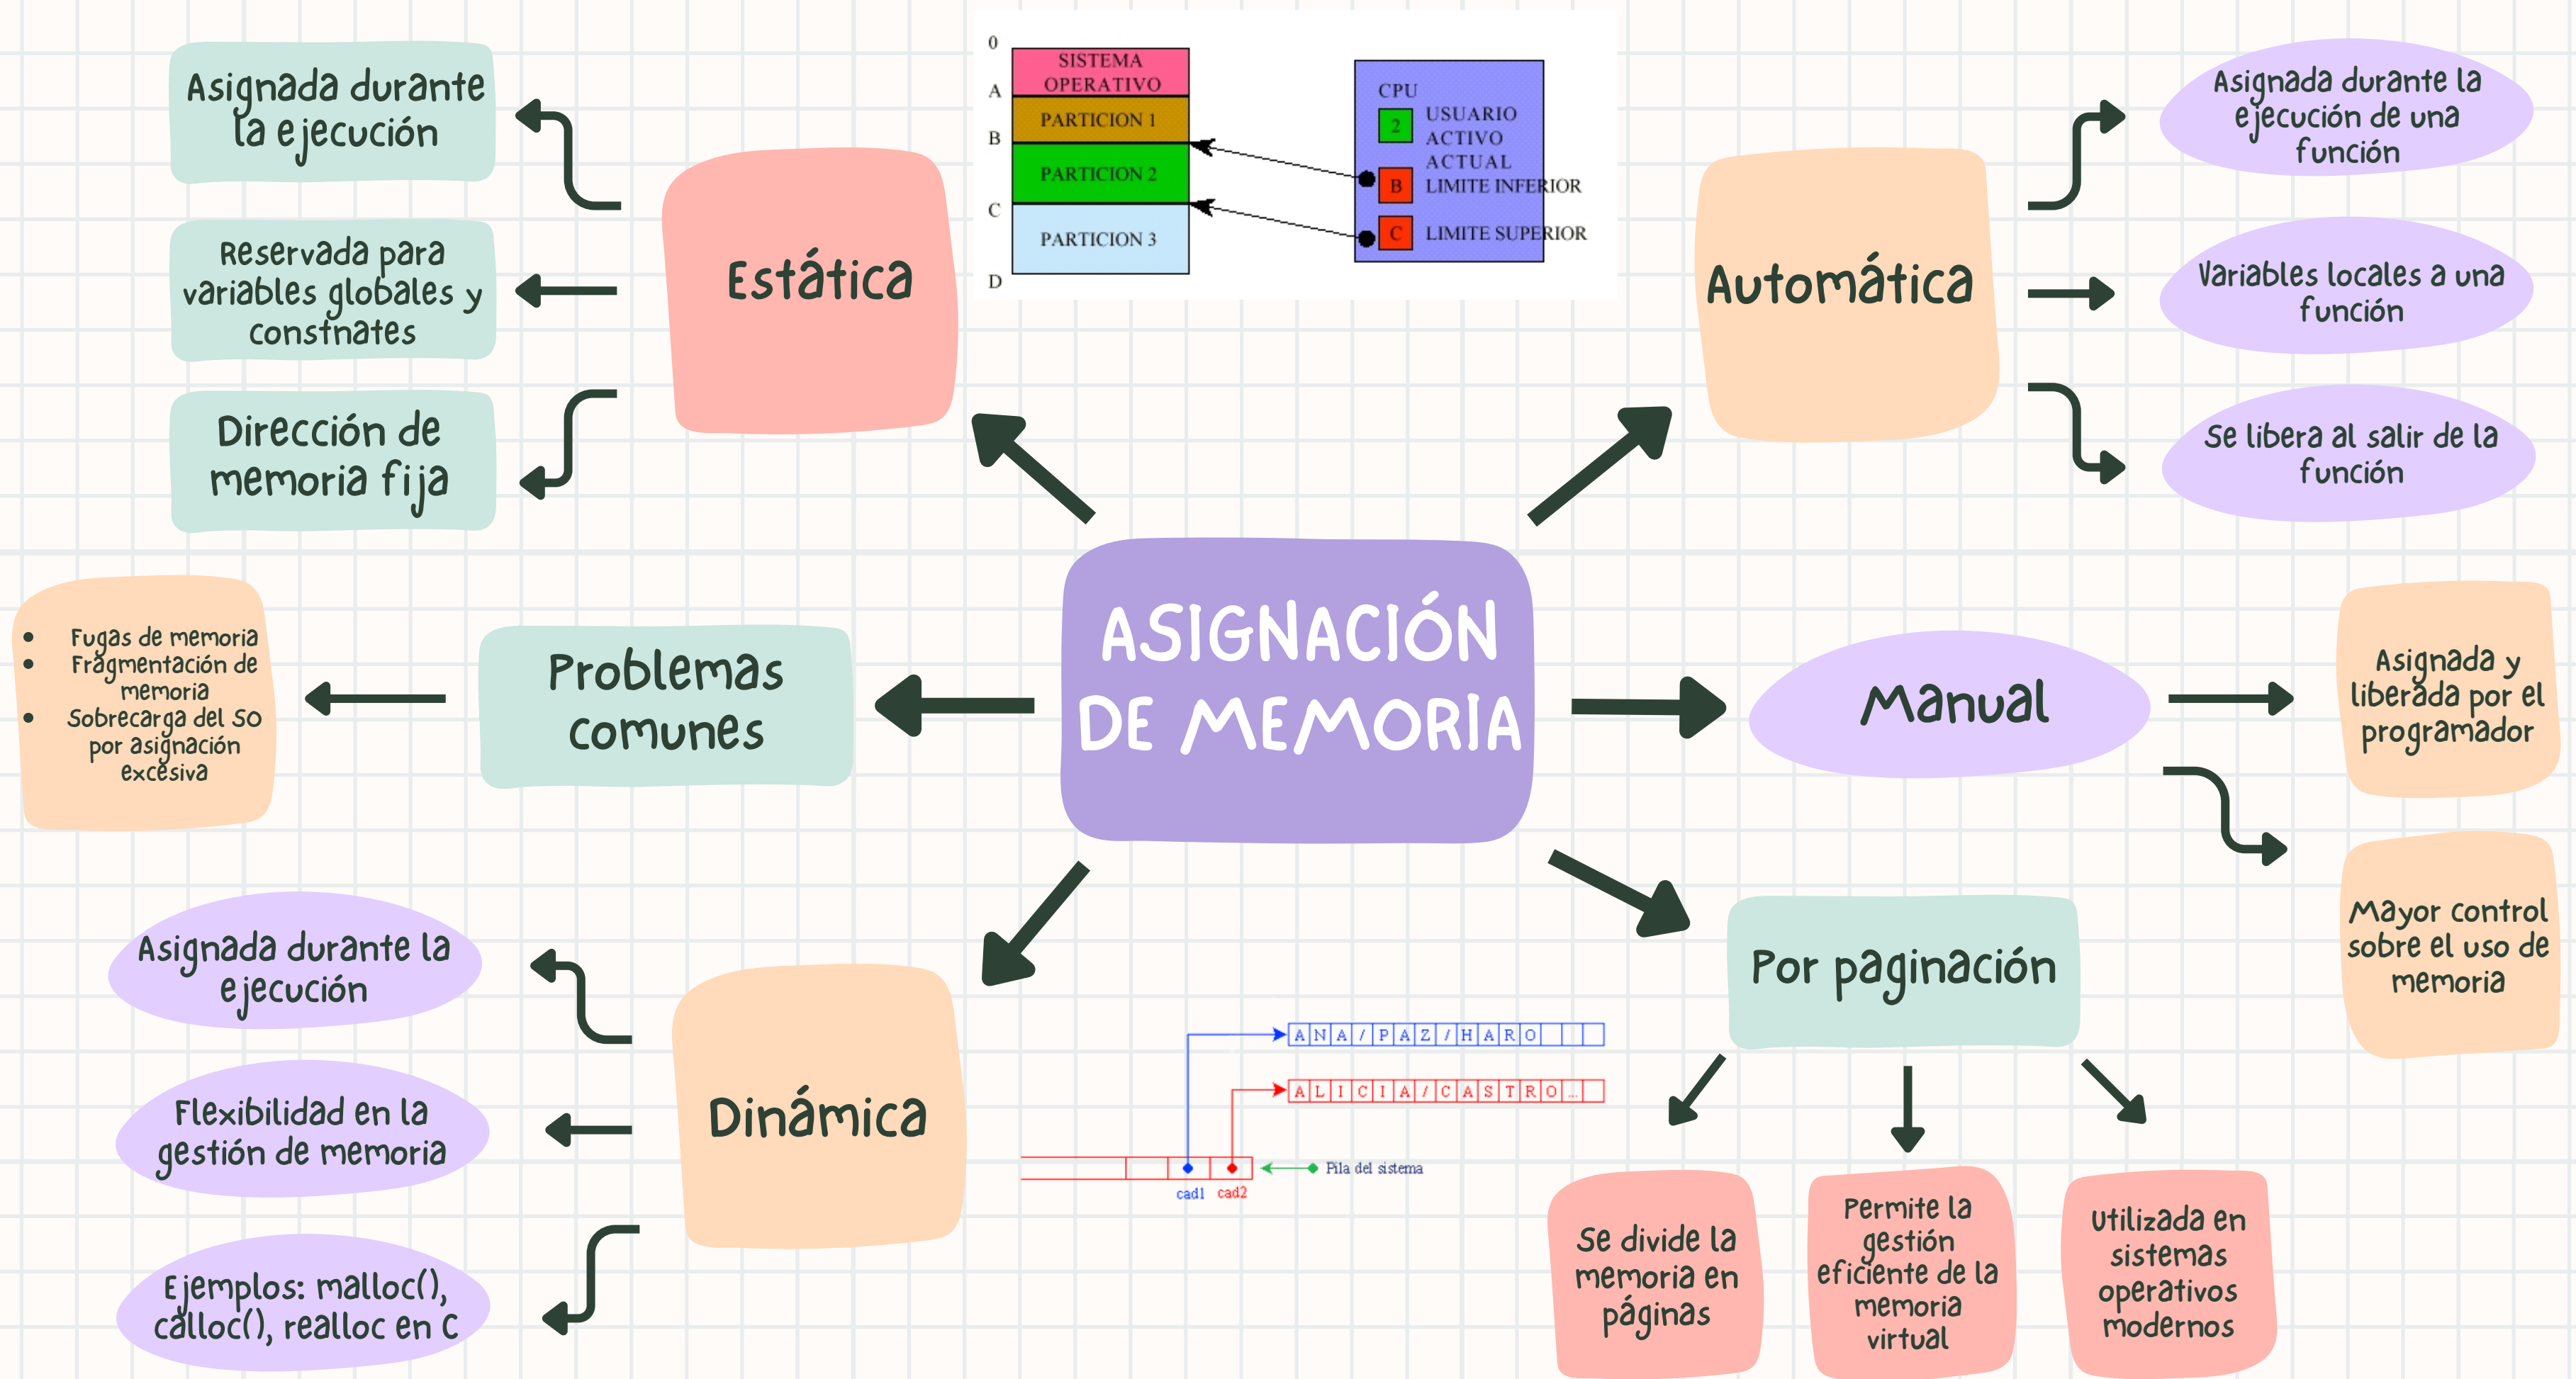 Asignada durante
la ejecución
Reservada para
variables globales y
constnates
Dirección de
memoria fija
Estática
0
A
B
C
D
SISTEMA
OPERATIVO
PARTICION 1
PARTICION 2
PARTICION 3
CPU
2
USUARIO
ACTIVO
ACTUAL
B
LIMITE INFERIOR
C
LIMITE SUPERIOR
Automática
Asignada durante la
ejecución de una
función
Variables locales a una
función
Se libera al salir de la
función
ASIGNACIÓN
DE MEMORIA
Problemas
comunes
• Fugas de memoria
• Fragmentación de
memoria
• Sobrecarga del SO
por asignación
excesiva
Manual
Asignada y
liberada por el
programador
Mayor control
sobre el uso de
memoria
Dinámica
Asignada durante la
ejecución
Flexibilidad en la
gestión de memoria
Ejemplos: malloc(),
calloc(), realloc en C
ANA/PAZ/HARO
ALICIA/CASTRO...
Pila del sistema
cad1 cad2
Por paginación
Se divide la
memoria en
páginas
Permite la
gestión
eficiente de la
memoria
virtual
Utilizada en
sistemas
operativos
modernos